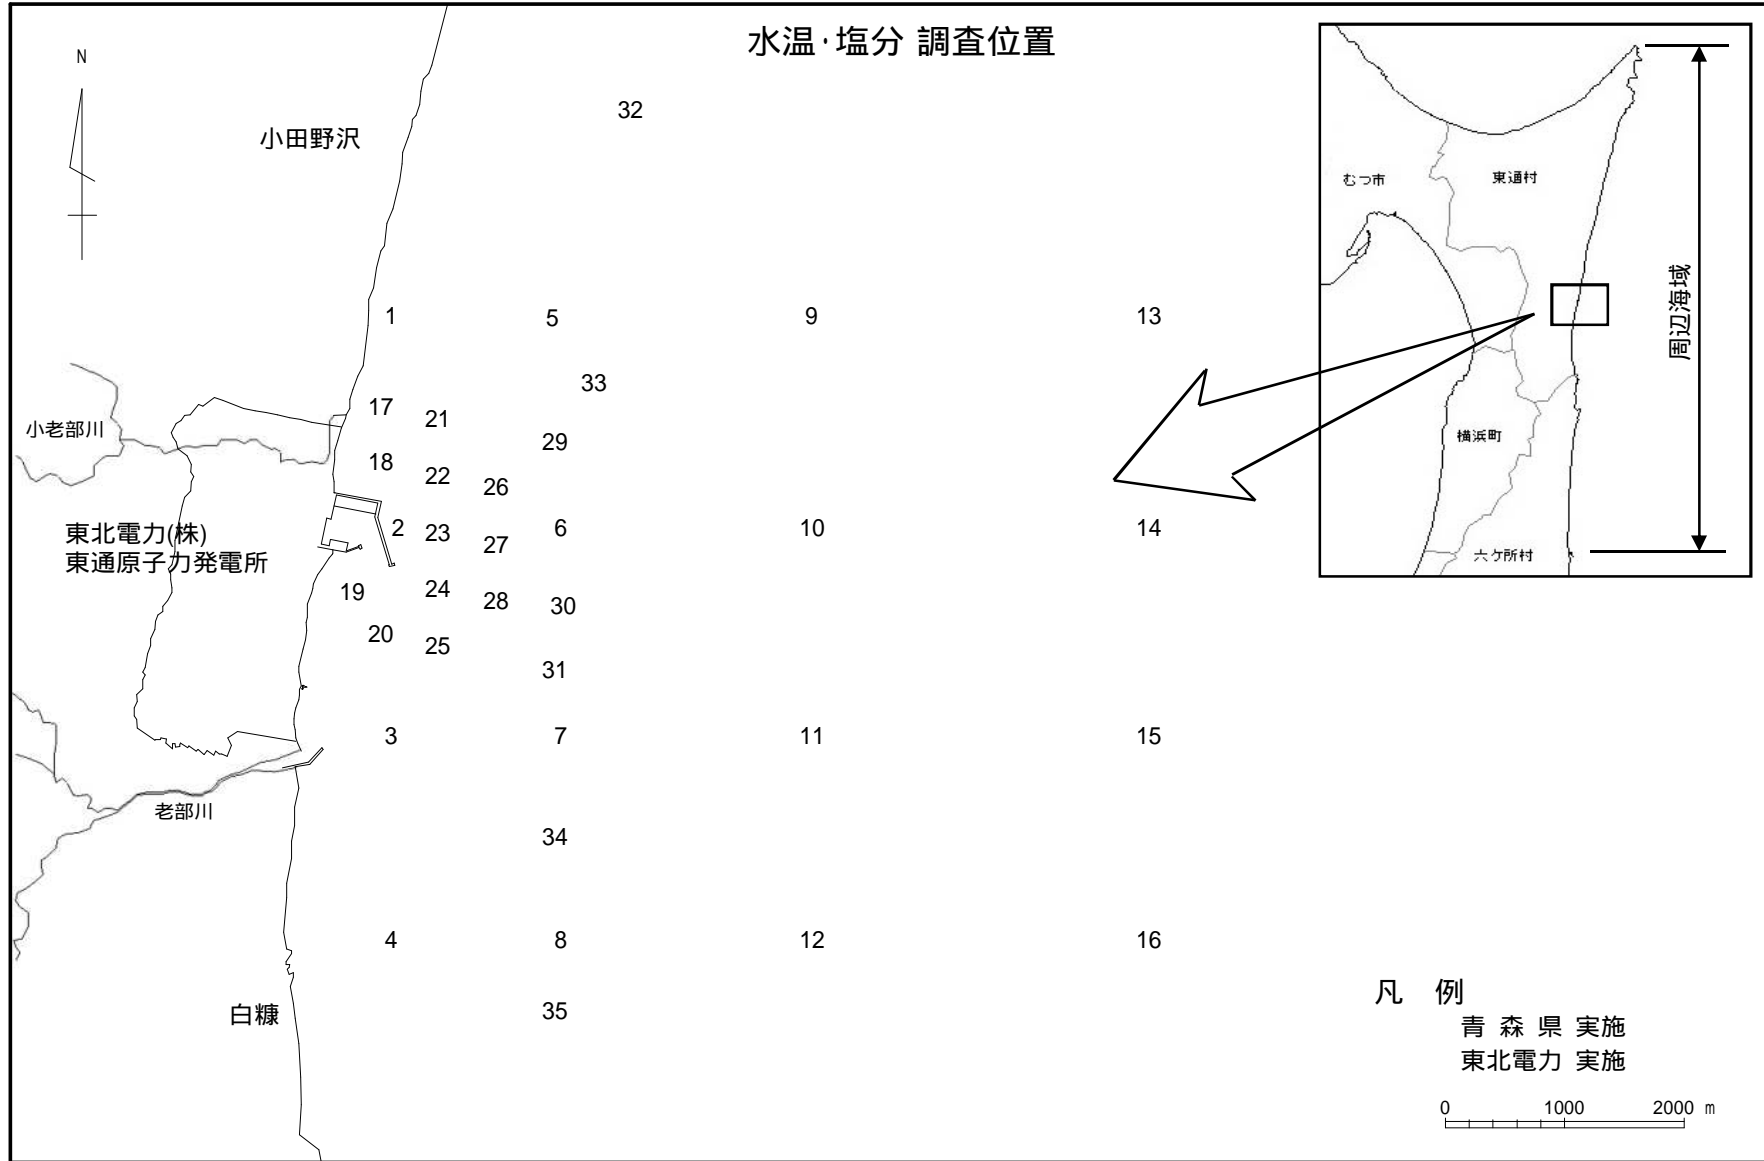 水温・塩分 調査位置
N
小田野沢
32
むつ市
東通村
周辺海域
横浜町
六ケ所村
1
5
9
13
33
17
21
小老部川
29
18
22
26
東北電力(株)
東通原子力発電所
2
23
27
6
10
14
19
24
28
30
20
25
31
3
7
11
15
老部川
34
4
8
12
16
白糠
35
凡 例
青 森 県 実施
東北電力 実施
0 1000 2000 m